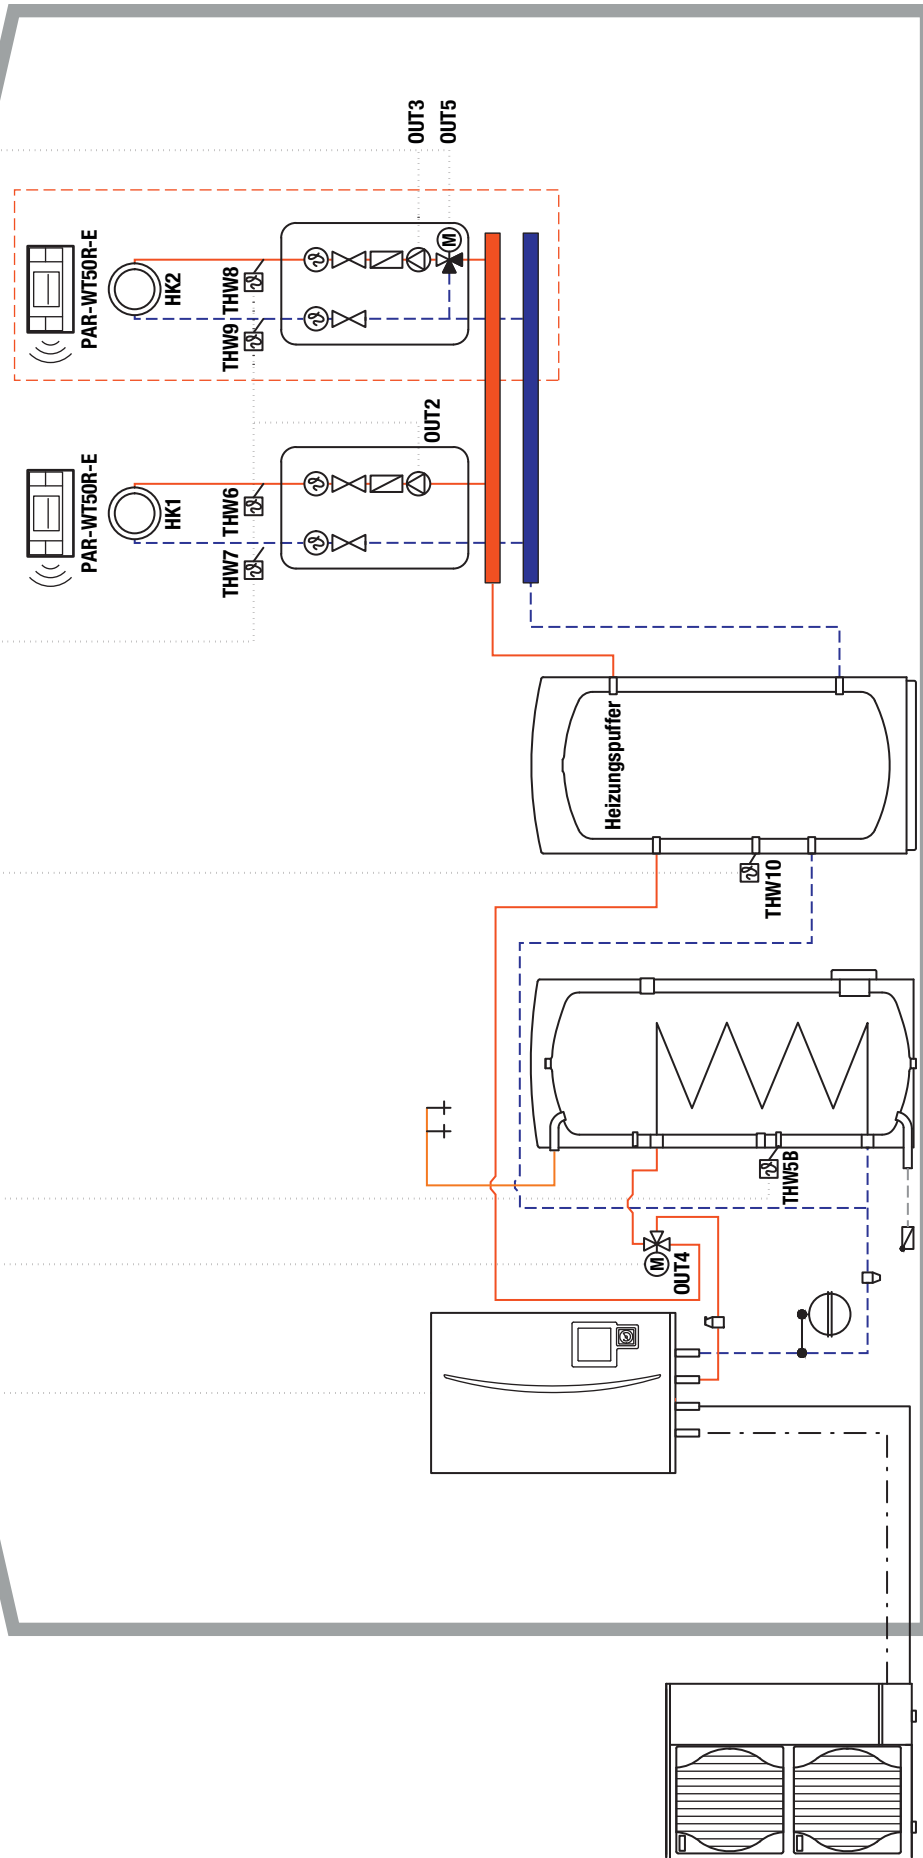 OUT3
OUT5
PAR-WT50R-E
HK2
THW8
THW9
OUT2
PAR-WT50R-E
HK1
THW6
THW7
Heizungspuffer
THW10
THW5B
OUT4
M
M